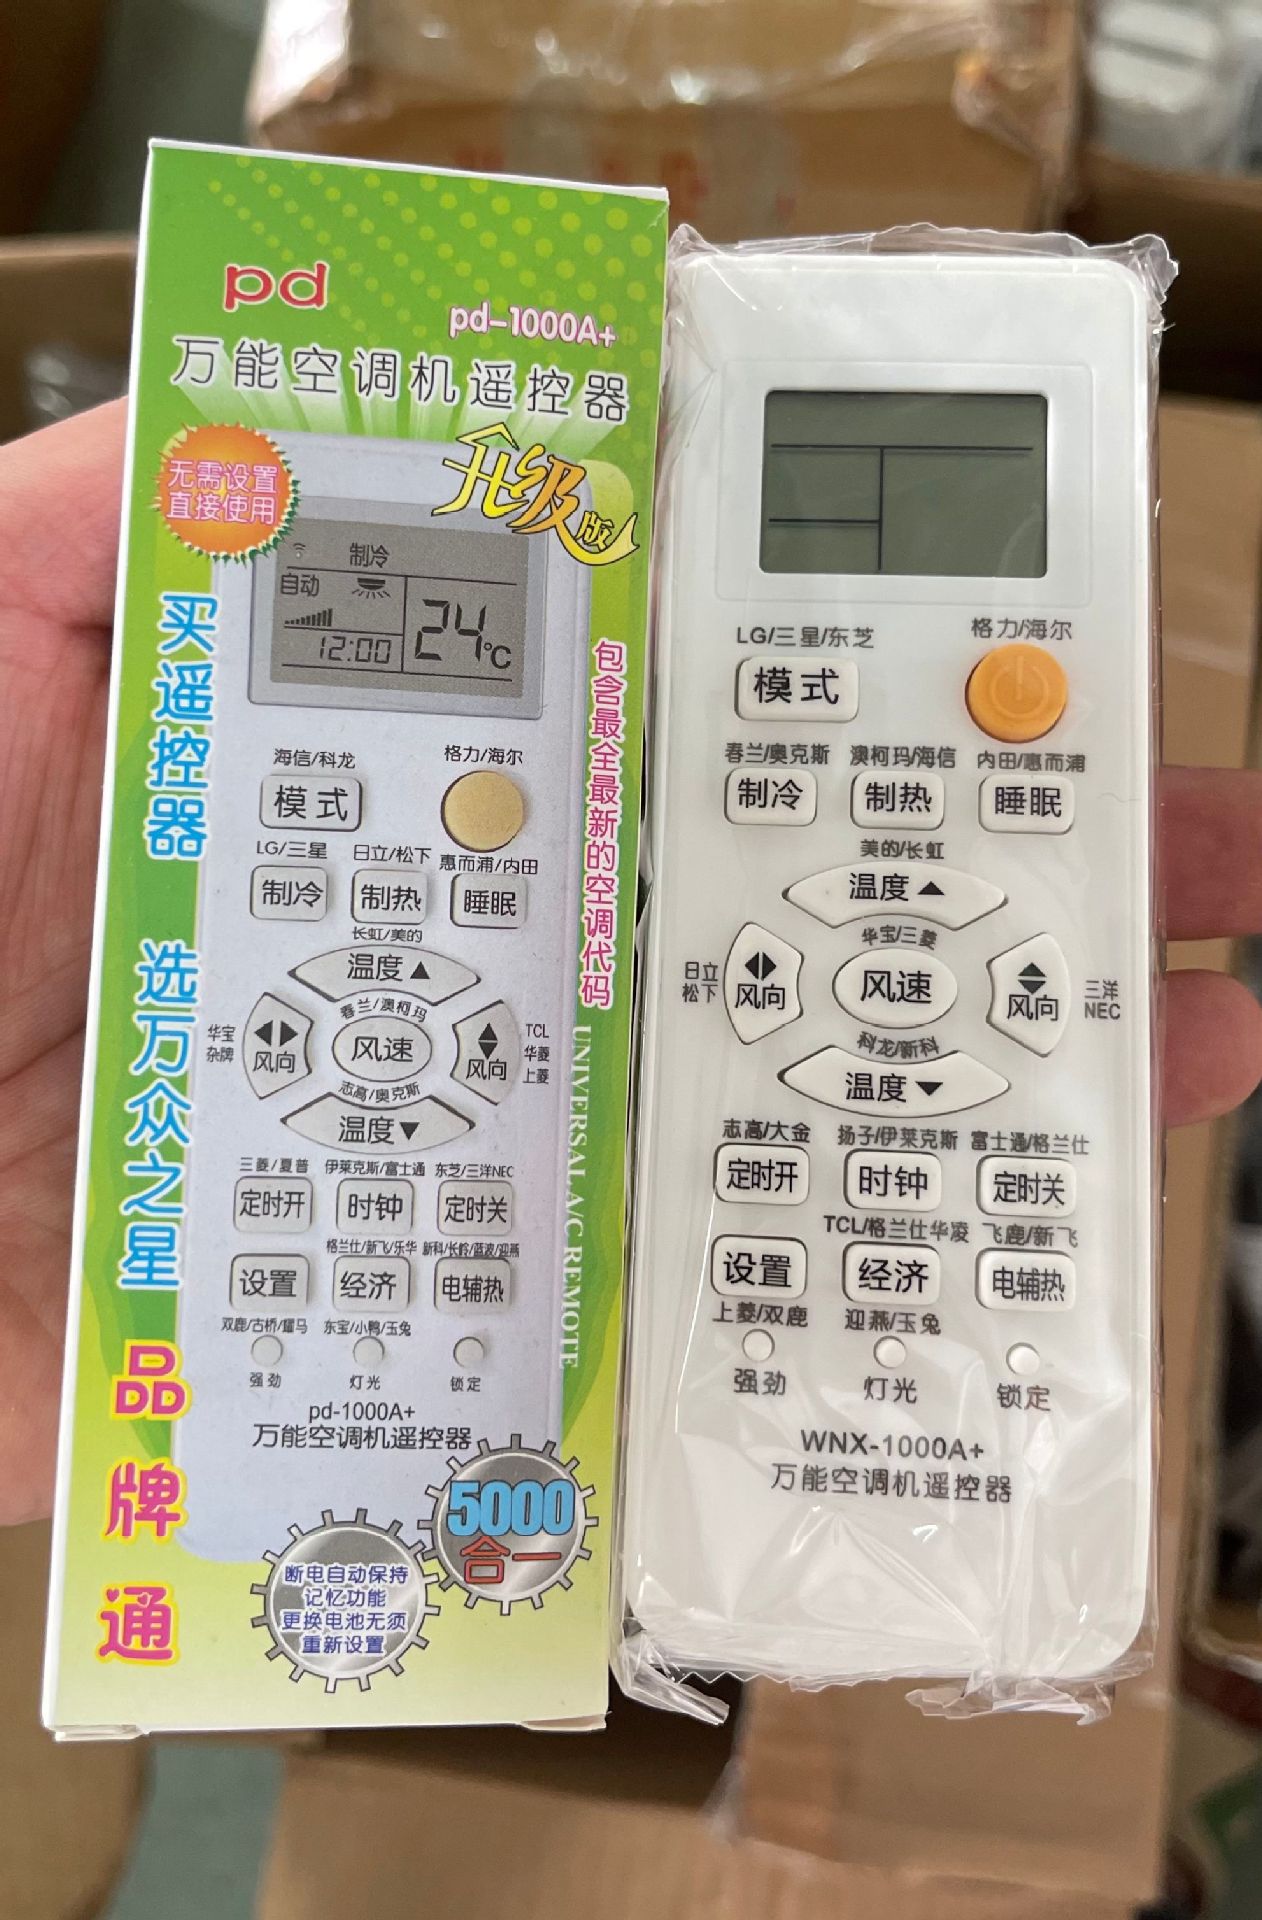 pd
pd-1000A+
万能空调机遥控器
升级版
无需设置
直接使用
买遥控器 选万众之星
品牌通
包含最全最新的空调代码
UNIVERSAL A/C REMOTE
制冷
自动
12:00
24℃
海信/科龙
格力/海尔
模式
LG/三星
日立/松下
惠而浦/内田
制冷
制热
睡眠
长虹/美的
温度▲
春兰/澳柯玛
华宝
杂牌
风向
风速
风向
TCL
华菱
上菱
志高/奥克斯
温度▼
三菱/夏普
伊莱克斯/富士通
东芝/三洋NEC
定时开
时钟
定时关
格兰仕/新飞/乐华
新科/长岭/蓝波/迎燕
设置
经济
电辅热
双鹿/古桥/耀马
东宝/小鸭/玉兔
强劲
灯光
锁定
pd-1000A+
万能空调机遥控器
5000
合一
断电自动保持
记忆功能
更换电池无须
重新设置
LG/三星/东芝
格力/海尔
模式
春兰/奥克斯
澳柯玛/海信
内田/惠而浦
制冷
制热
睡眠
美的/长虹
温度▲
华宝/三菱
日立
松下
风向
风速
风向
三洋
NEC
科龙/新科
温度▼
志高/大金
扬子/伊莱克斯
富士通/格兰仕
定时开
时钟
定时关
TCL/格兰仕华凌
飞鹿/新飞
设置
经济
电辅热
上菱/双鹿
迎燕/玉兔
强劲
灯光
锁定
WNX-1000A+
万能空调机遥控器